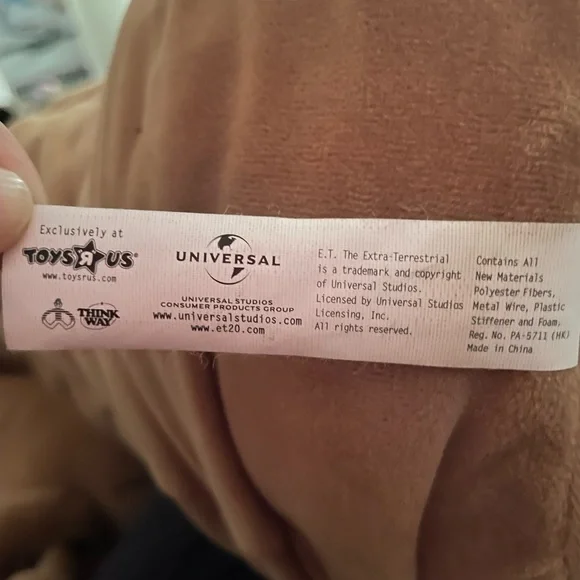 Exclusively at
TOYSRUS
www.toysrus.com
THINK
WAY
UNIVERSAL
UNIVERSAL STUDIOS
CONSUMER PRODUCTS GROUP
www.universalstudios.com
www.et20.com
E.T. The Extra-Terrestrial
is a trademark and copyright
of Universal Studios.
Licensed by Universal Studios
Licensing, Inc.
All rights reserved.
Contains All
New Materials
Polyester Fibers,
Metal Wire, Plastic
Stiffener and Foam.
Reg. No. PA-5711 (HK)
Made in China